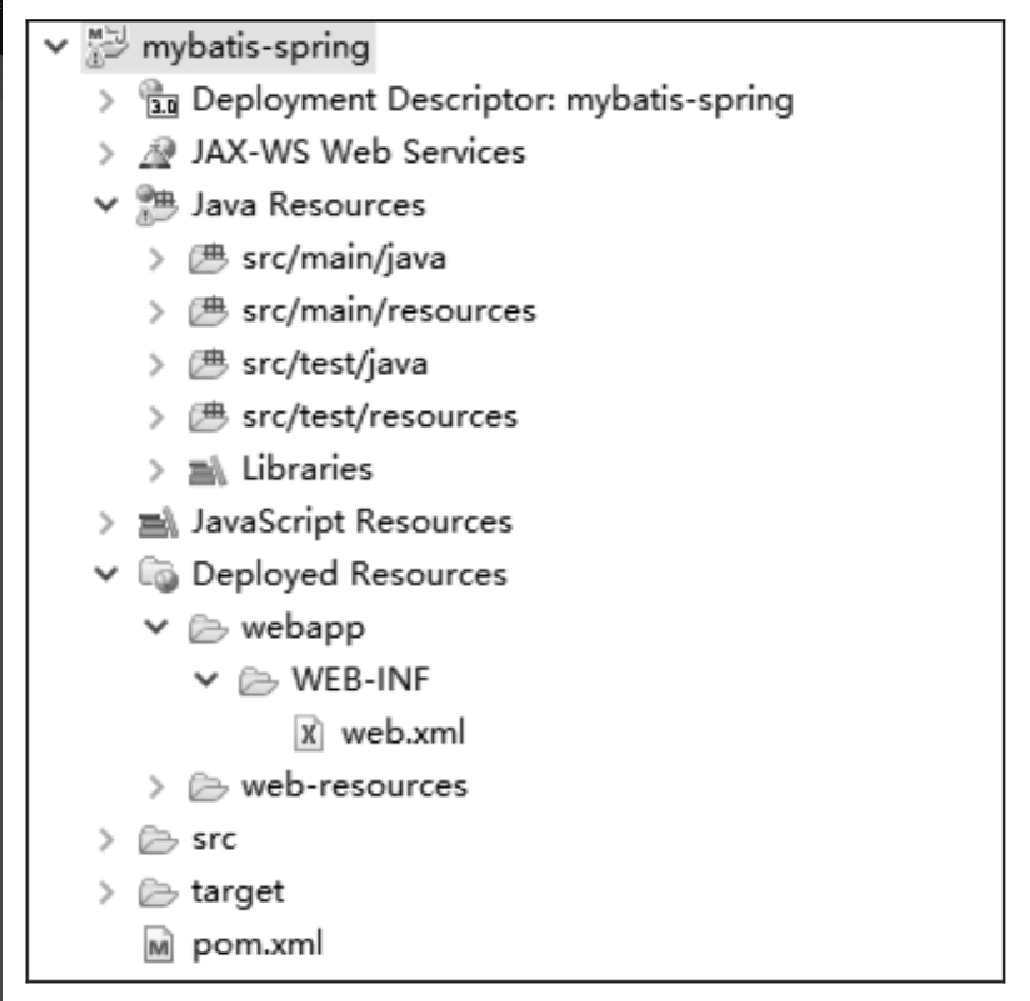 mybatis-spring
Deployment Descriptor: mybatis-spring
JAX-WS Web Services
Java Resources
src/main/java
src/main/resources
src/test/java
src/test/resources
Libraries
JavaScript Resources
Deployed Resources
webapp
WEB-INF
web.xml
web-resources
src
target
pom.xml